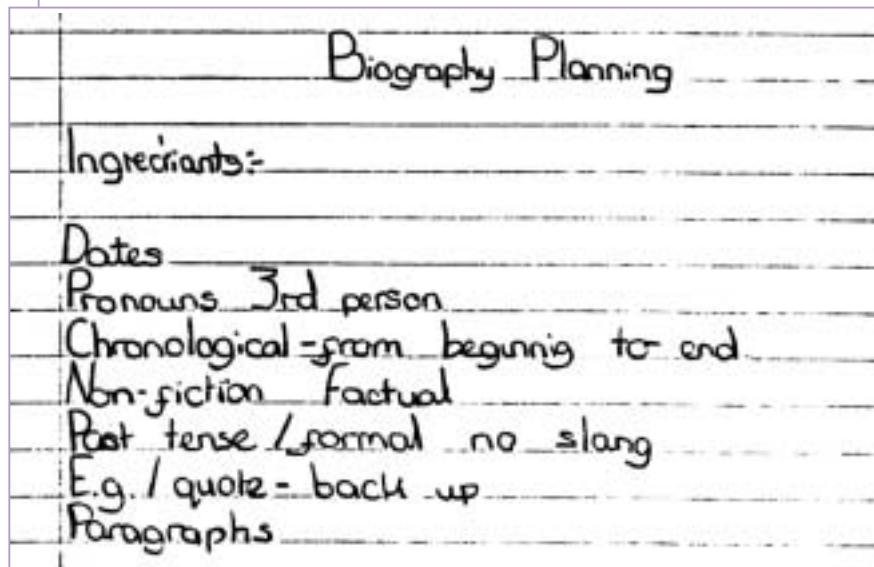 Biography Planning
Ingrediants:-
Dates
Pronouns 3rd person
Chronological - from beginnig to end
Non-fiction Factual
Past tense / formal no slang
E.g. / quote = back up
Paragraphs